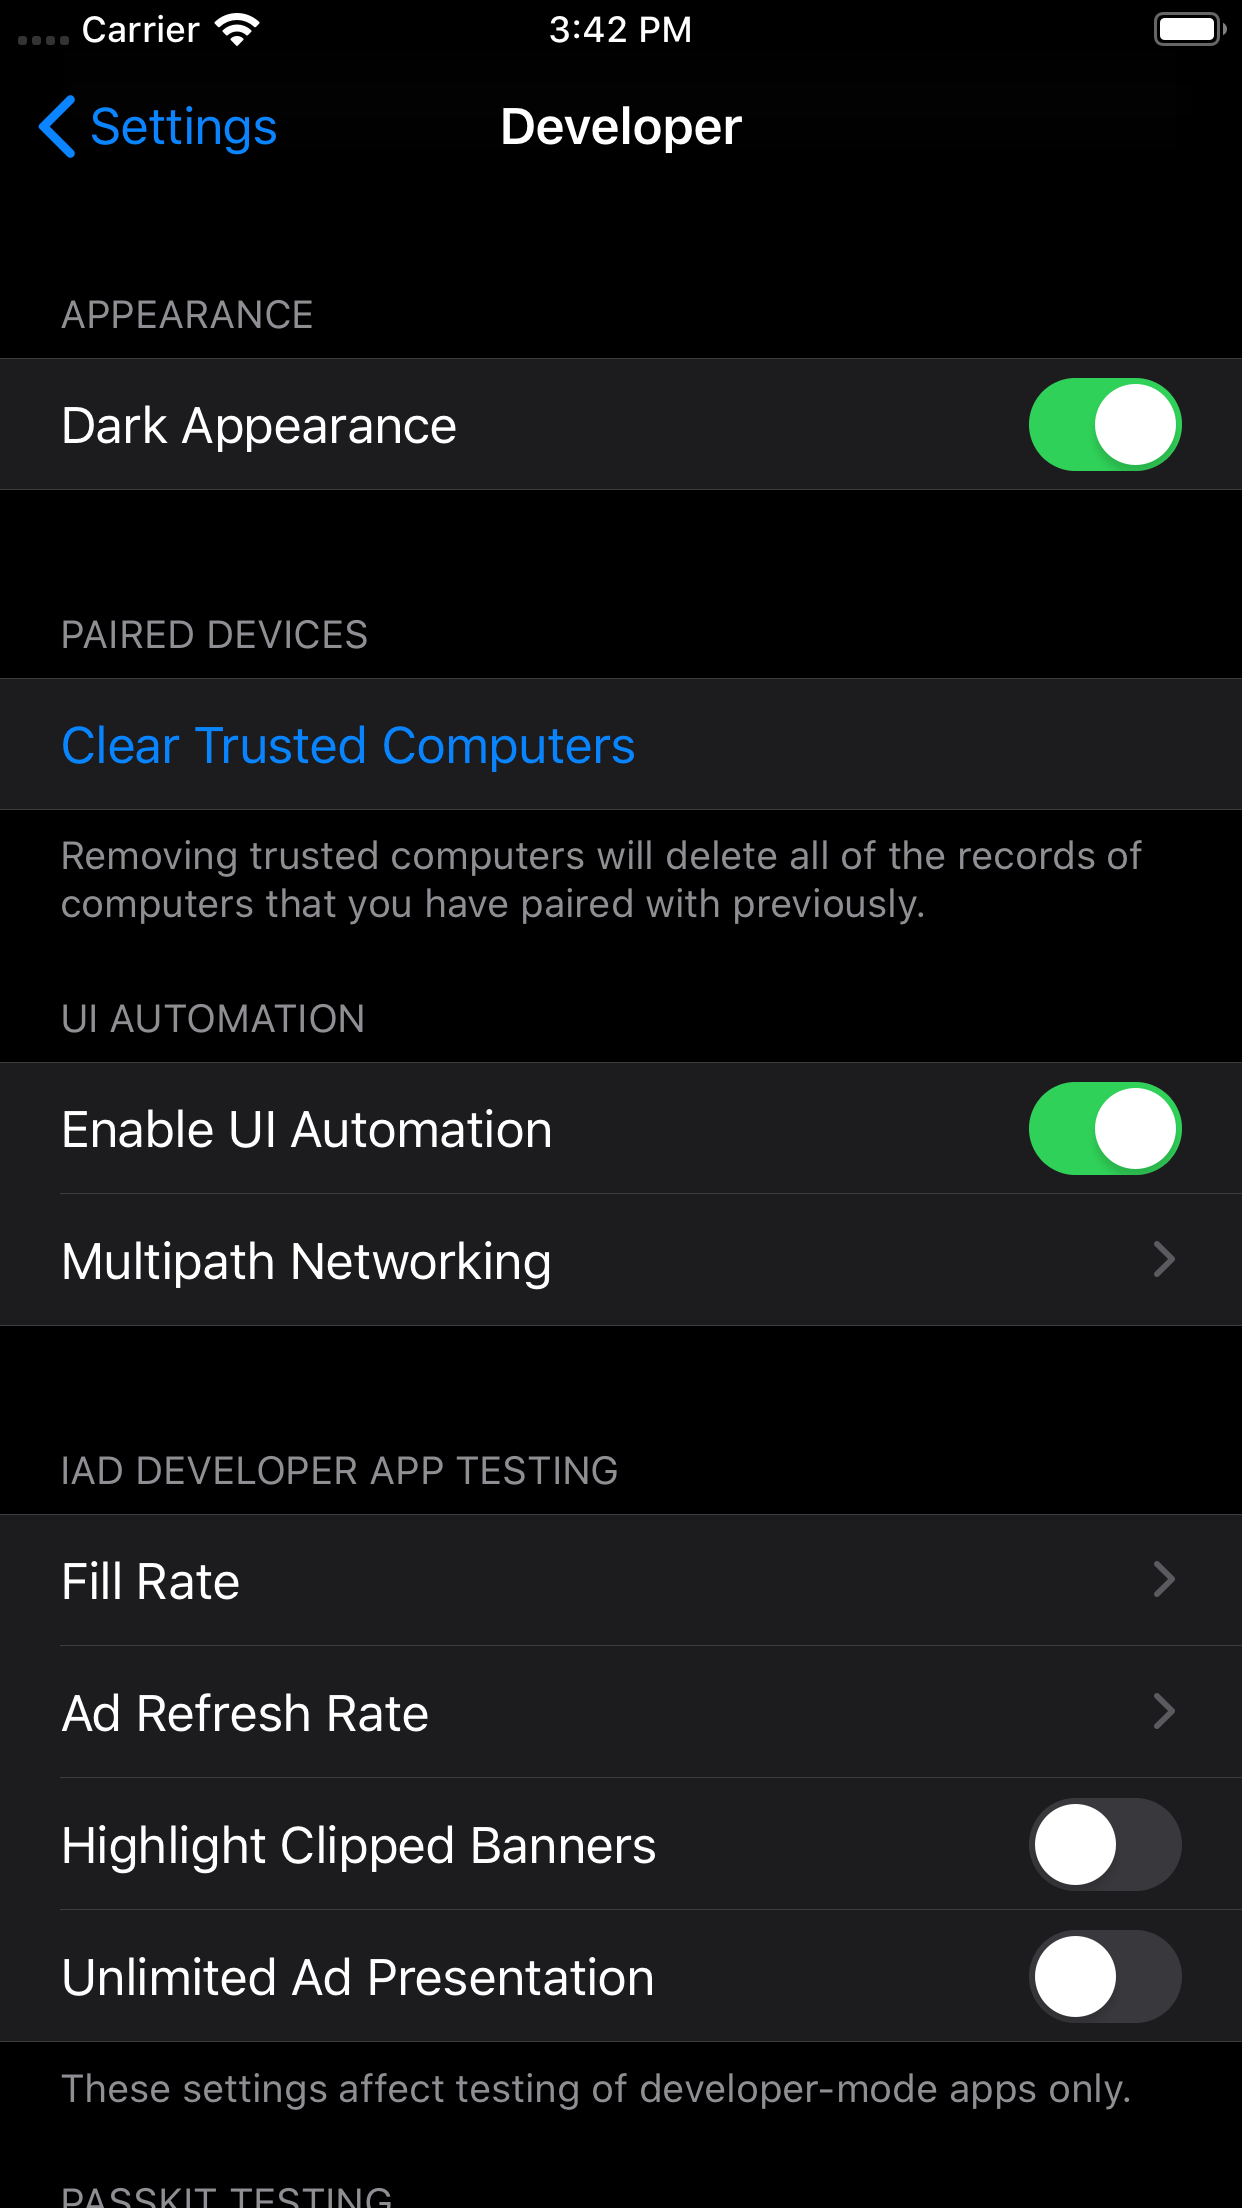 Carrier 3:42 PM
Settings Developer
APPEARANCE
Dark Appearance
PAIRED DEVICES
Clear Trusted Computers
Removing trusted computers will delete all of the records of
computers that you have paired with previously.
UI AUTOMATION
Enable UI Automation
Multipath Networking
IAD DEVELOPER APP TESTING
Fill Rate
Ad Refresh Rate
Highlight Clipped Banners
Unlimited Ad Presentation
These settings affect testing of developer-mode apps only.
PASSKIT TESTING